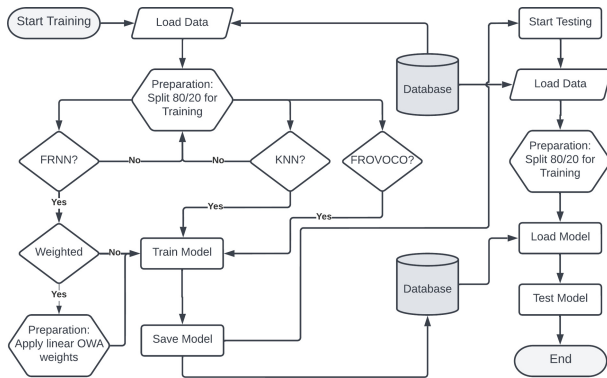 Start Training
Load Data
Start Testing
Database
Load Data
Preparation:
Split 80/20 for
Training
Preparation:
Split 80/20 for
Training
FRNN?
No
No
KNN?
FROVOCO?
Yes
Yes
Yes
Weighted
No
Train Model
Load Model
Database
Yes
Test Model
Preparation:
Apply linear OWA
weights
Save Model
End